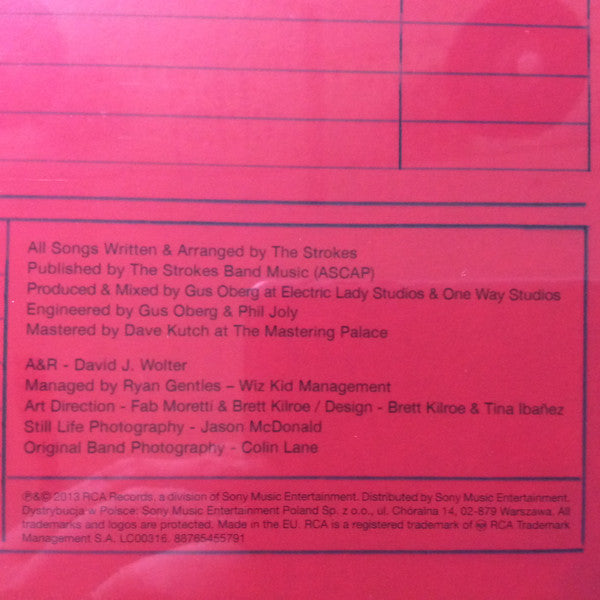 All Songs Written & Arranged by The Strokes
Published by The Strokes Band Music (ASCAP)
Produced & Mixed by Gus Oberg at Electric Lady Studios & One Way Studios
Engineered by Gus Oberg & Phil Joly
Mastered by Dave Kutch at The Mastering Palace
A&R - David J. Wolter
Managed by Ryan Gentles – Wiz Kid Management
Art Direction - Fab Moretti & Brett Kilroe / Design - Brett Kilroe & Tina Ibañez
Still Life Photography - Jason McDonald
Original Band Photography - Colin Lane
℗&© 2013 RCA Records, a division of Sony Music Entertainment. Distributed by Sony Music Entertainment.
Dystrybucja w Polsce: Sony Music Entertainment Poland Sp. z o.o., ul. Chóralna 14, 02-879 Warszawa. All
trademarks and logos are protected. Made in the EU. RCA is a registered trademark of RCA RCA Trademark
Management S.A. LC00316. 88765455791